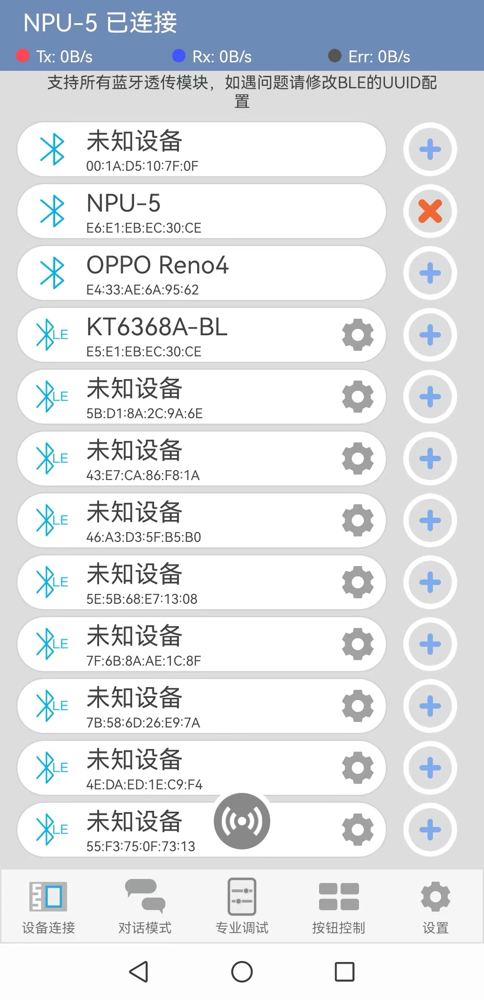 NPU-5 已连接
Tx: 0B/s Rx: 0B/s Err: 0B/s
支持所有蓝牙透传模块，如遇问题请修改BLE的UUID配
置
未知设备
00:1A:D5:10:7F:0F
NPU-5
E6:E1:EB:EC:30:CE
OPPO Reno4
E4:33:AE:6A:95:62
KT6368A-BL
LE
E5:E1:EB:EC:30:CE
未知设备
LE
5B:D1:8A:2C:9A:6E
未知设备
LE
43:E7:CA:86:F8:1A
未知设备
LE
46:A3:D3:5F:B5:B0
未知设备
LE
5E:5B:68:E7:13:08
未知设备
LE
7F:6B:8A:AE:1C:8F
未知设备
LE
7B:58:6D:26:E9:7A
未知设备
LE
4E:DA:ED:1E:C9:F4
未知设备
LE
55:F3:75:0F:73:13
设备连接 对话模式 专业调试 按钮控制 设置